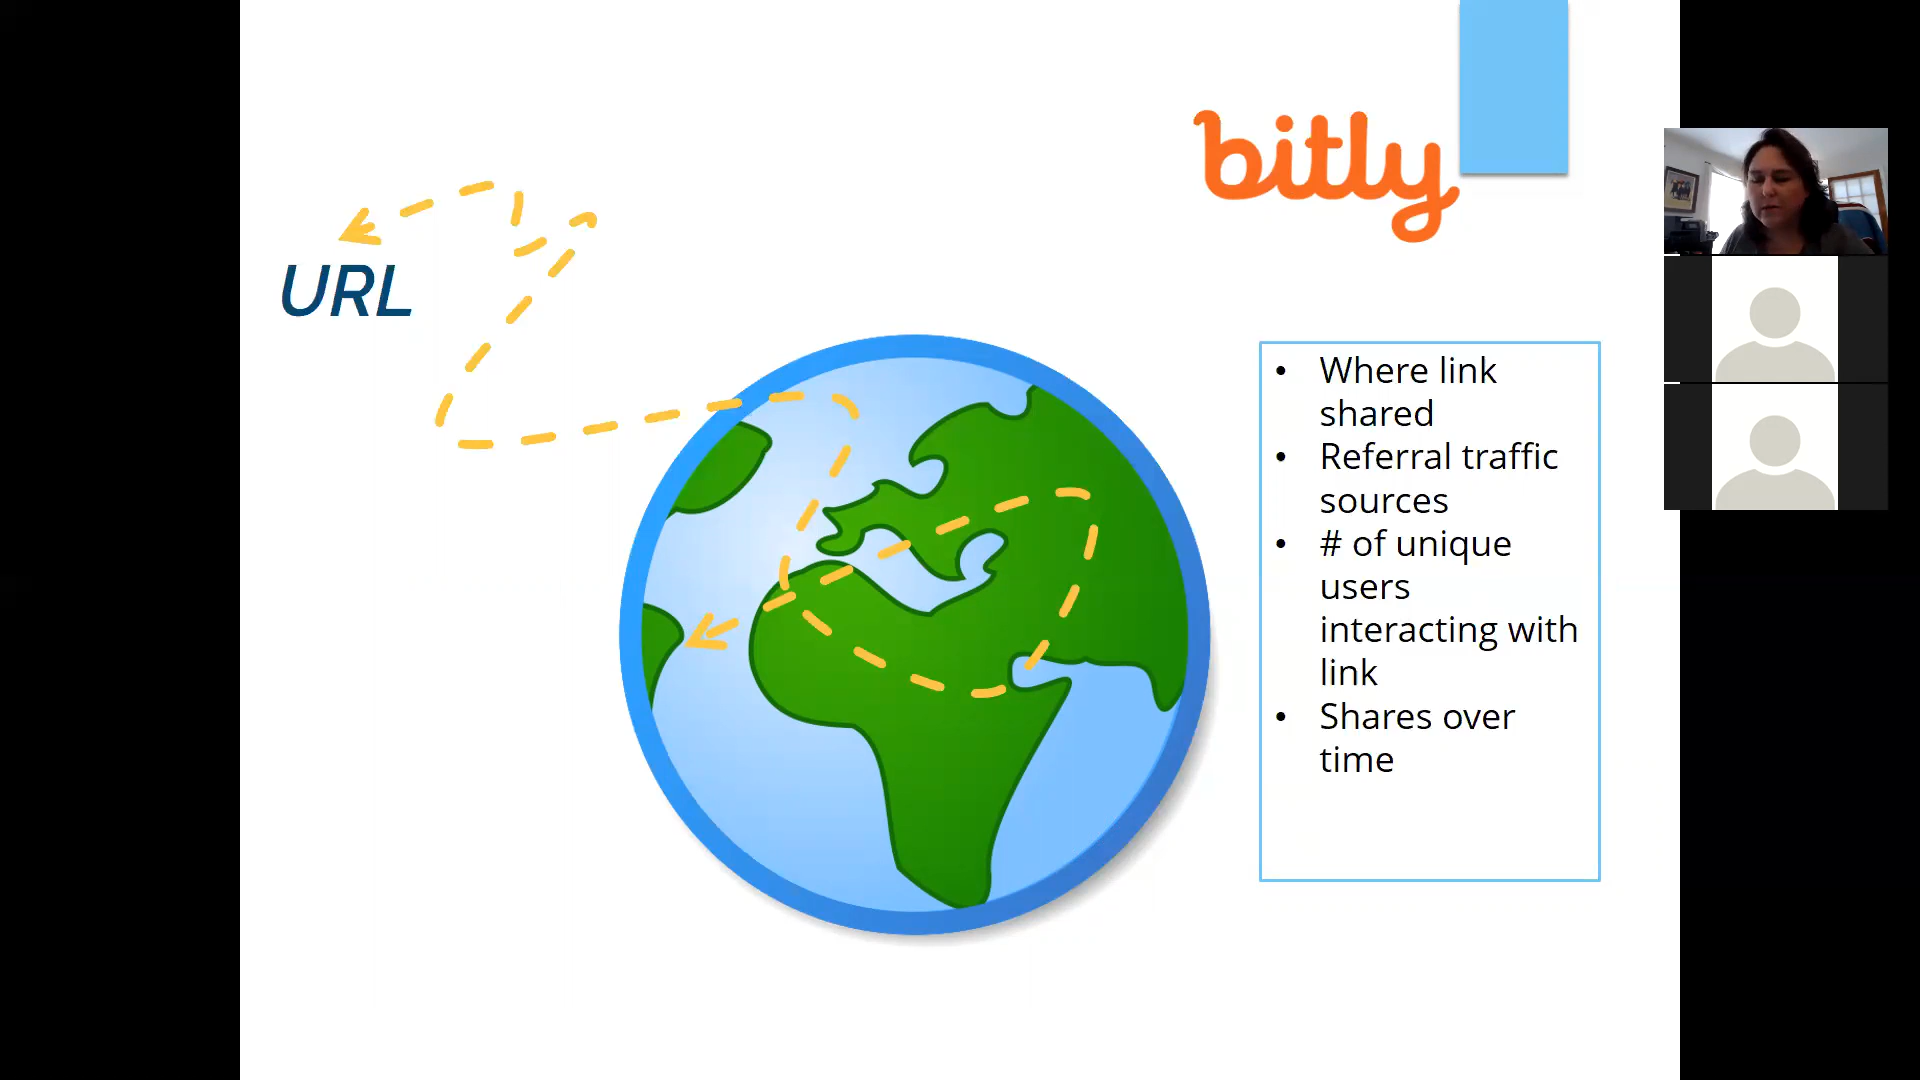 bitly
URL
• Where link
shared
• Referral traffic
sources
• # of unique
users
interacting with
link
• Shares over
time